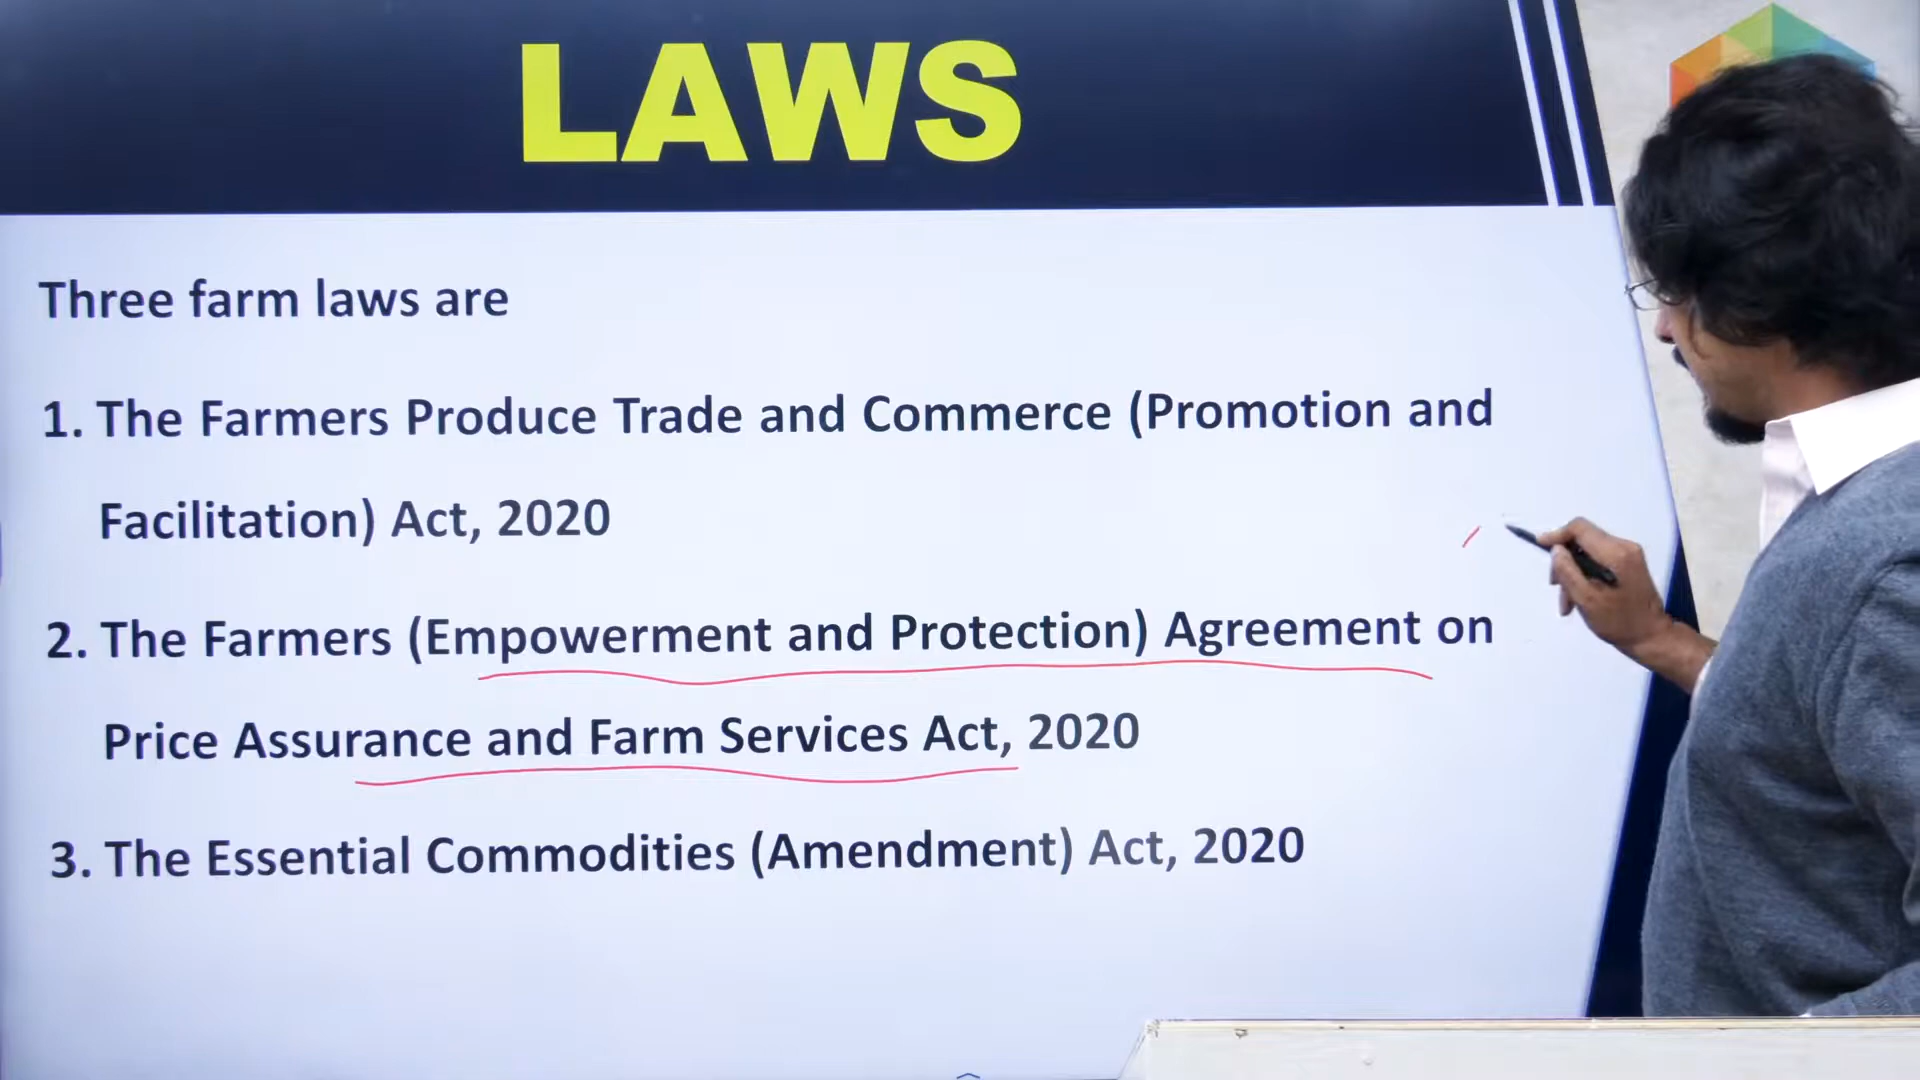 LAWS
Three farm laws are
1. The Farmers Produce Trade and Commerce (Promotion and
Facilitation) Act, 2020
2. The Farmers (Empowerment and Protection) Agreement on
Price Assurance and Farm Services Act, 2020
3. The Essential Commodities (Amendment) Act, 2020